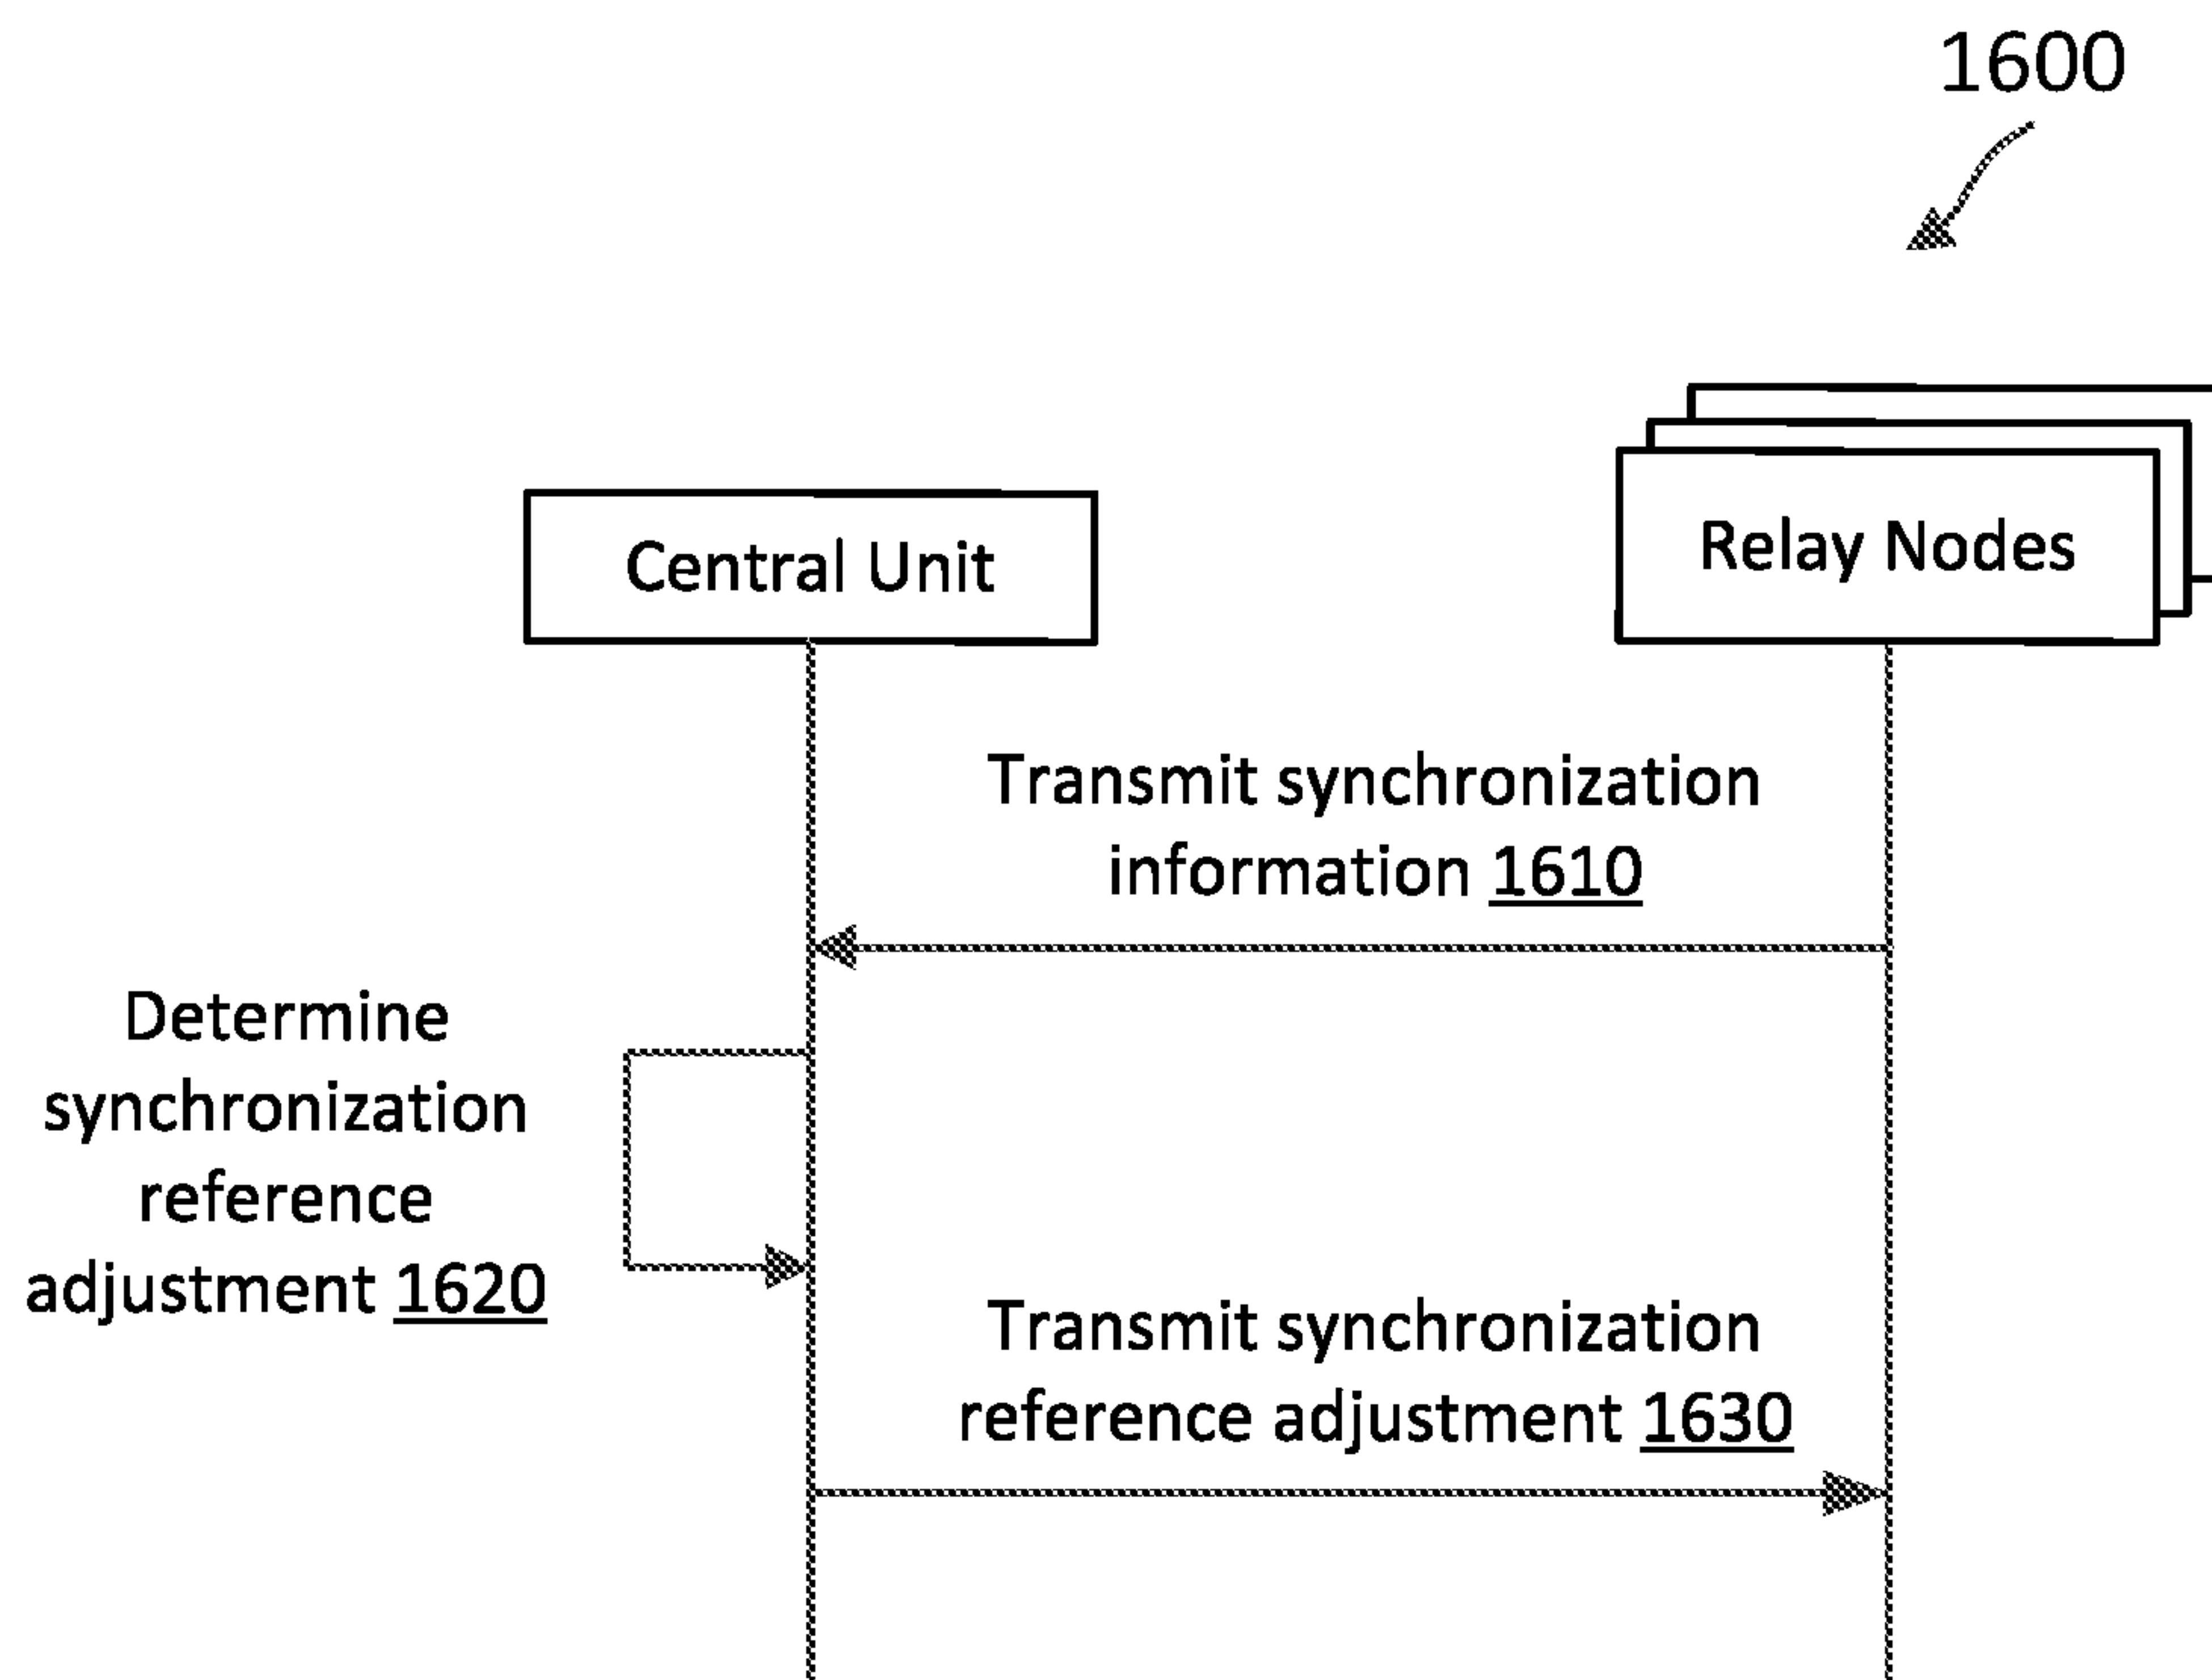 1600
Central Unit
Relay Nodes
Transmit synchronization
information 1610
Determine
synchronization
reference
adjustment 1620
Transmit synchronization
reference adjustment 1630